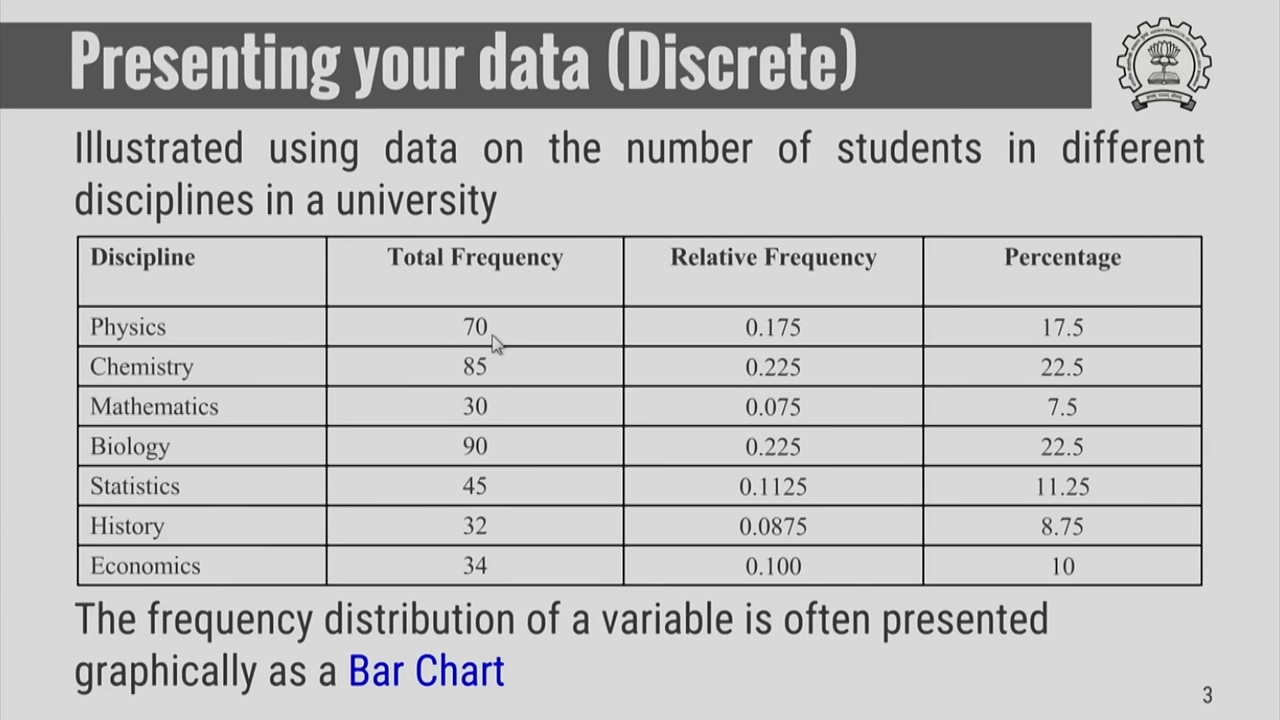 Presenting your data (Discrete)
Illustrated using data on the number of students in different
disciplines in a university
Discipline Total Frequency Relative Frequency Percentage
Physics 70 0.175 17.5
Chemistry 85 0.225 22.5
Mathematics 30 0.075 7.5
Biology 90 0.225 22.5
Statistics 45 0.1125 11.25
History 32 0.0875 8.75
Economics 34 0.100 10
The frequency distribution of a variable is often presented
graphically as a Bar Chart
3